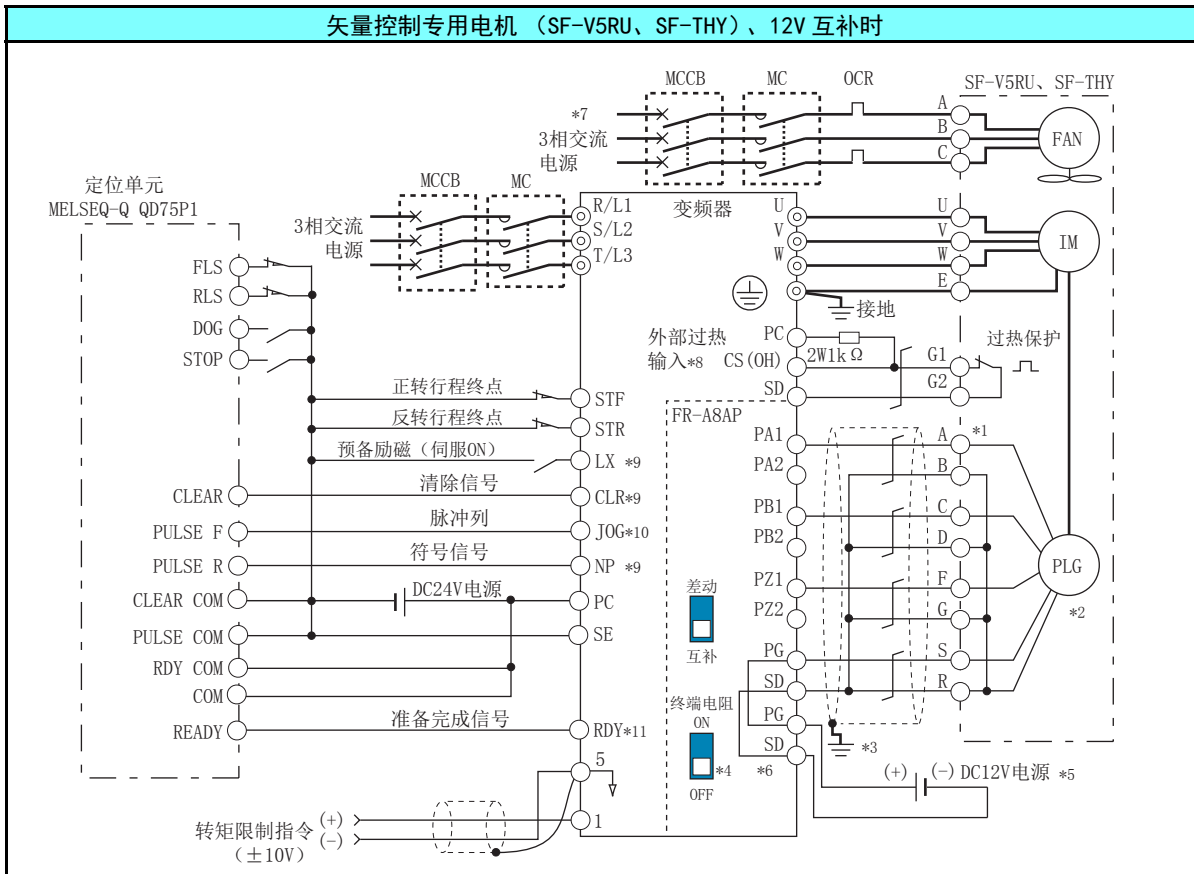 矢量控制专用电机 （SF-V5RU、SF-THY）、12V 互补时
MCCB
MC
OCR
SF-V5RU、SF-THY
*7
3相交流
电源
A
B
C
FAN
定位单元
MELSEQ-Q QD75P1
MCCB
MC
3相交流
电源
R/L1
S/L2
T/L3
变频器
U
V
W
U
V
W
E
IM
接地
FLS
RLS
DOG
STOP
外部过热
输入*8
PC
CS(OH)
SD
2W1kΩ
G1
G2
过热保护
正转行程终点
STF
反转行程终点
STR
预备励磁（伺服ON）
LX *9
CLEAR
清除信号
CLR*9
PULSE F
脉冲列
JOG*10
PULSE R
符号信号
NP *9
CLEAR COM
DC24V电源
PC
PULSE COM
SE
RDY COM
COM
READY
准备完成信号
RDY*11
FR-A8AP
PA1
PA2
PB1
PB2
PZ1
PZ2
PG
SD
PG
SD
A
*1
B
C
D
F
G
S
R
PLG
*2
差动
互补
终端电阻
ON
*4
OFF
*6
*3
(+)
(-)
DC12V电源 *5
5
1
转矩限制指令
(+)
(-)
（±10V）